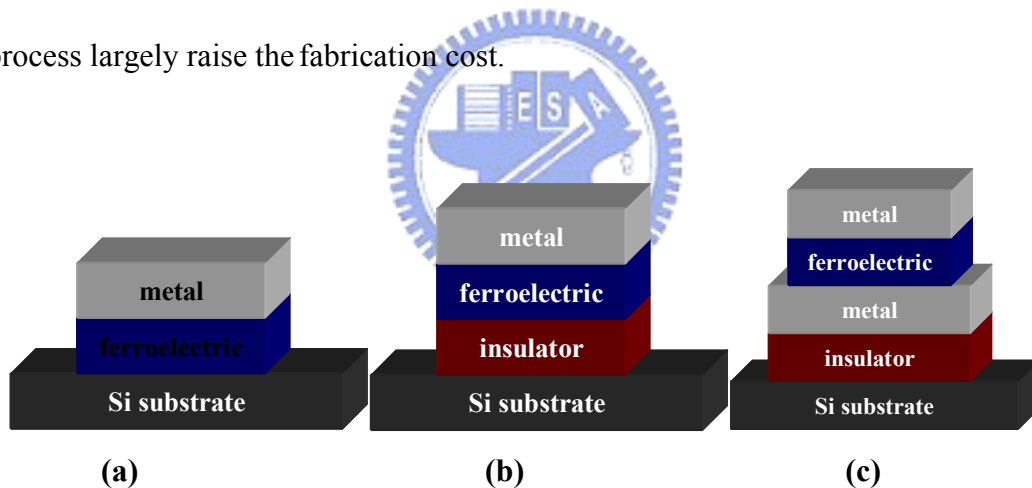 process largely raise the fabrication cost.
E S A
metal
ferroelectric
Si substrate
metal
ferroelectric
insulator
Si substrate
metal
ferroelectric
metal
insulator
Si substrate
(a)
(b)
(c)